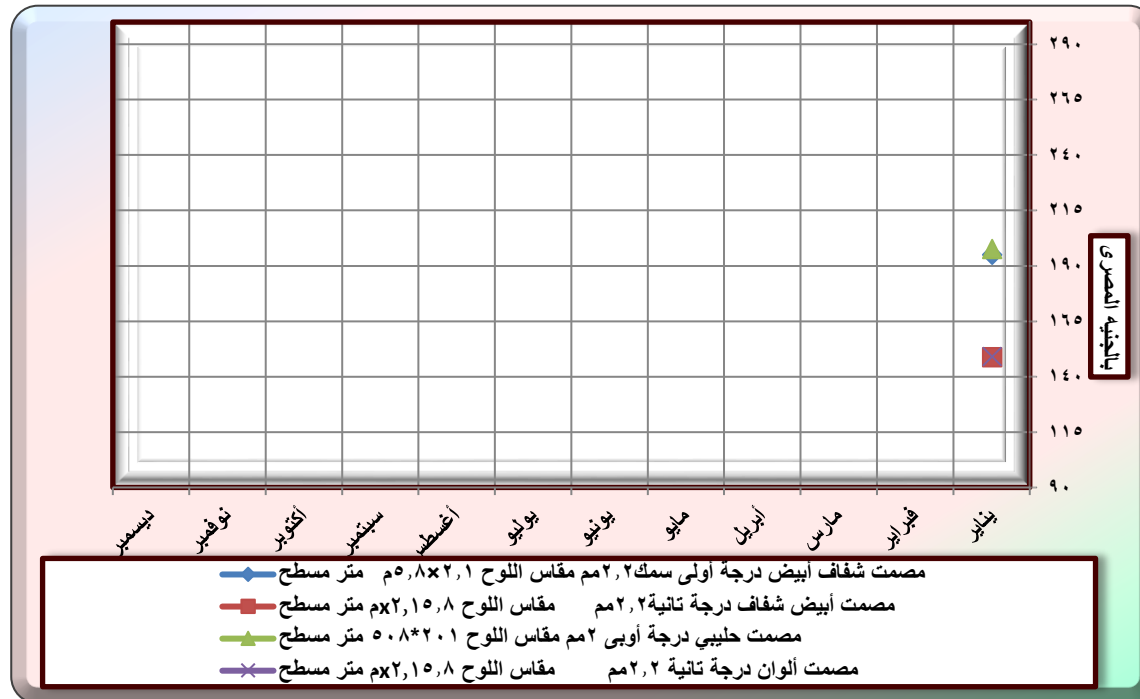 ٢٩٠
٢٦٥
٢٤٠
٢١٥
١٩٠
١٦٥
١٤٠
١١٥
٩٠
بالجنيه المصرى
يناير
فبراير
مارس
أبريل
مايو
يونيو
يوليو
أغسطس
سبتمبر
أكتوبر
نوفمبر
ديسمبر
مصمت شفاف أبيض درجة أولى سمك٢,٢مم مقاس اللوح ٢,١×٥,٨م متر مسطح
مصمت أبيض شفاف درجة تانية٢,٢مم مقاس اللوح ٢,١٥,٨xم متر مسطح
مصمت حليبي درجة أوبى ٢مم مقاس اللوح ٢٠١*٥٠٨ متر مسطح
مصمت ألوان درجة تانية ٢,٢مم مقاس اللوح ٢,١٥,٨xم متر مسطح